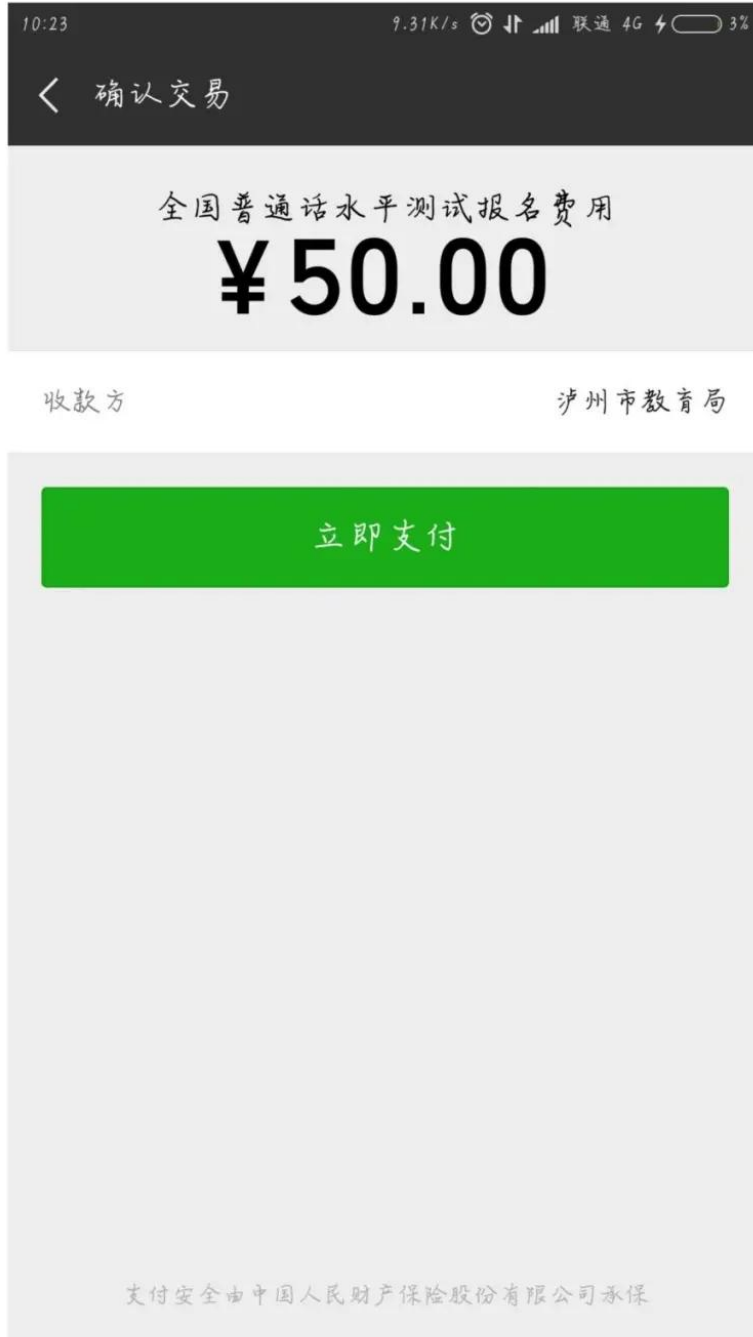 10:23 9.31K/s 联通 4G 3%
确认交易
全国普通话水平测试报名费用
¥50.00
收款方 泸州市教育局
立即支付
支付安全由中国人民财产保险股份有限公司承保